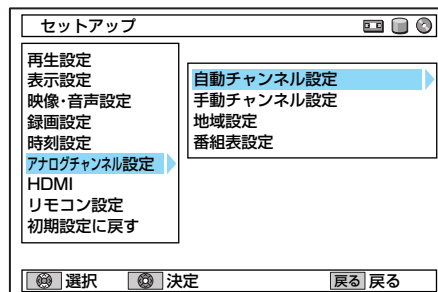 セットアップ
再生設定
表示設定
映像・音声設定
録画設定
時刻設定
アナログチャンネル設定
HDMI
リモコン設定
初期設定に戻す
自動チャンネル設定
手動チャンネル設定
地域設定
番組表設定
選択 決定 戻る 戻る